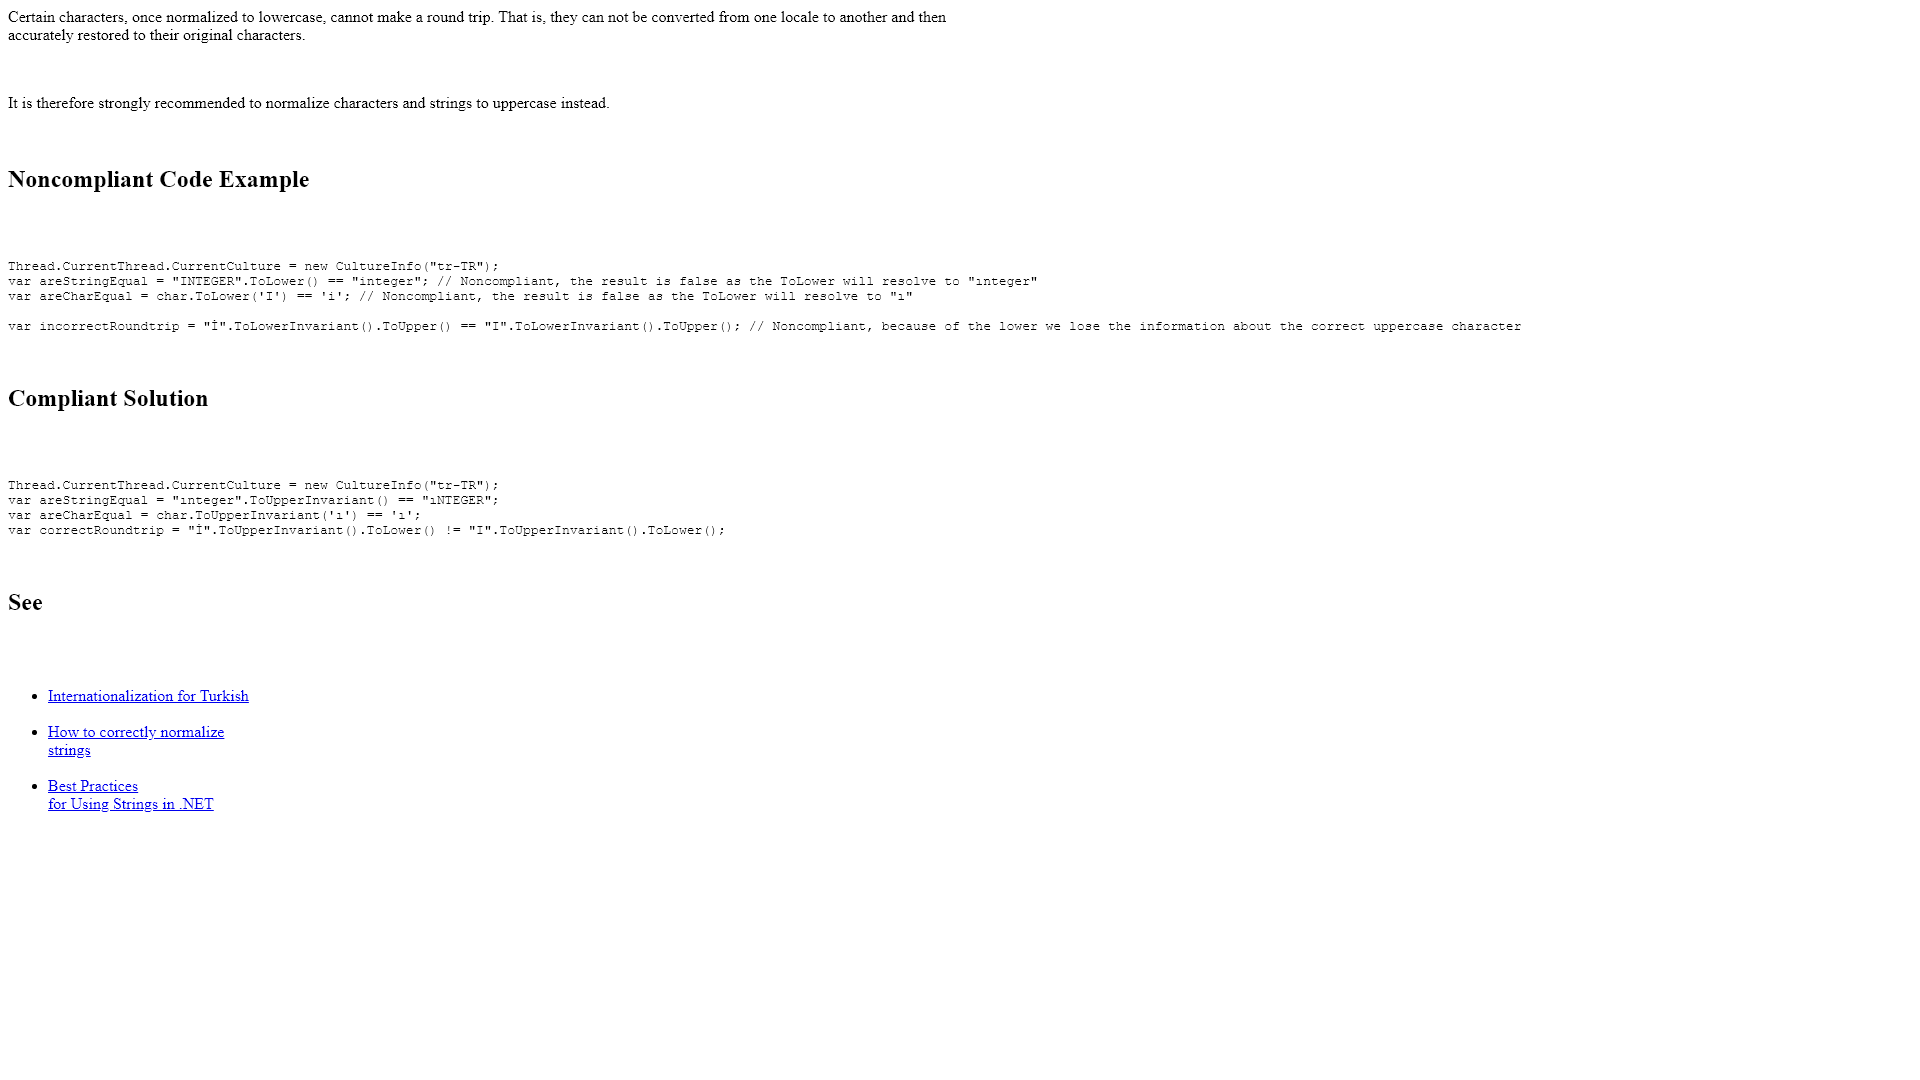 Certain characters, once normalized to lowercase, cannot make a round trip. That is, they can not be converted from one locale to another and then
accurately restored to their original characters.
It is therefore strongly recommended to normalize characters and strings to uppercase instead.
Noncompliant Code Example
Thread.CurrentThread.CurrentCulture = new CultureInfo("tr-TR");
var areStringEqual = "INTEGER".ToLower() == "integer"; // Noncompliant, the result is false as the ToLower will resolve to "ınteger"
var areCharEqual = char.ToLower('I') == 'i'; // Noncompliant, the result is false as the ToLower will resolve to "ı"
var incorrectRoundtrip = "İ".ToLowerInvariant().ToUpper() == "I".ToLowerInvariant().ToUpper(); // Noncompliant, because of the lower we lose the information about the correct uppercase character
Compliant Solution
Thread.CurrentThread.CurrentCulture = new CultureInfo("tr-TR");
var areStringEqual = "ınteger".ToUpperInvariant() == "ıNTEGER";
var areCharEqual = char.ToUpperInvariant('ı') == 'ı';
var correctRoundtrip = "İ".ToUpperInvariant().ToLower() != "I".ToUpperInvariant().ToLower();
See
• Internationalization for Turkish
• How to correctly normalize
strings
• Best Practices
for Using Strings in .NET